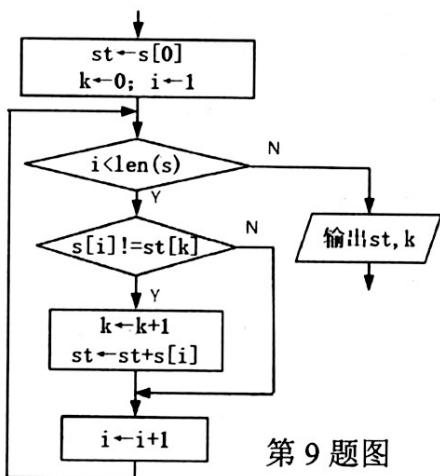 st←s[0]
k←0; i←1
i<len(s)
N
Y
s[i]!=st[k]
N
输出st,k
Y
k←k+1
st←st+s[i]
i←i+1
第9题图